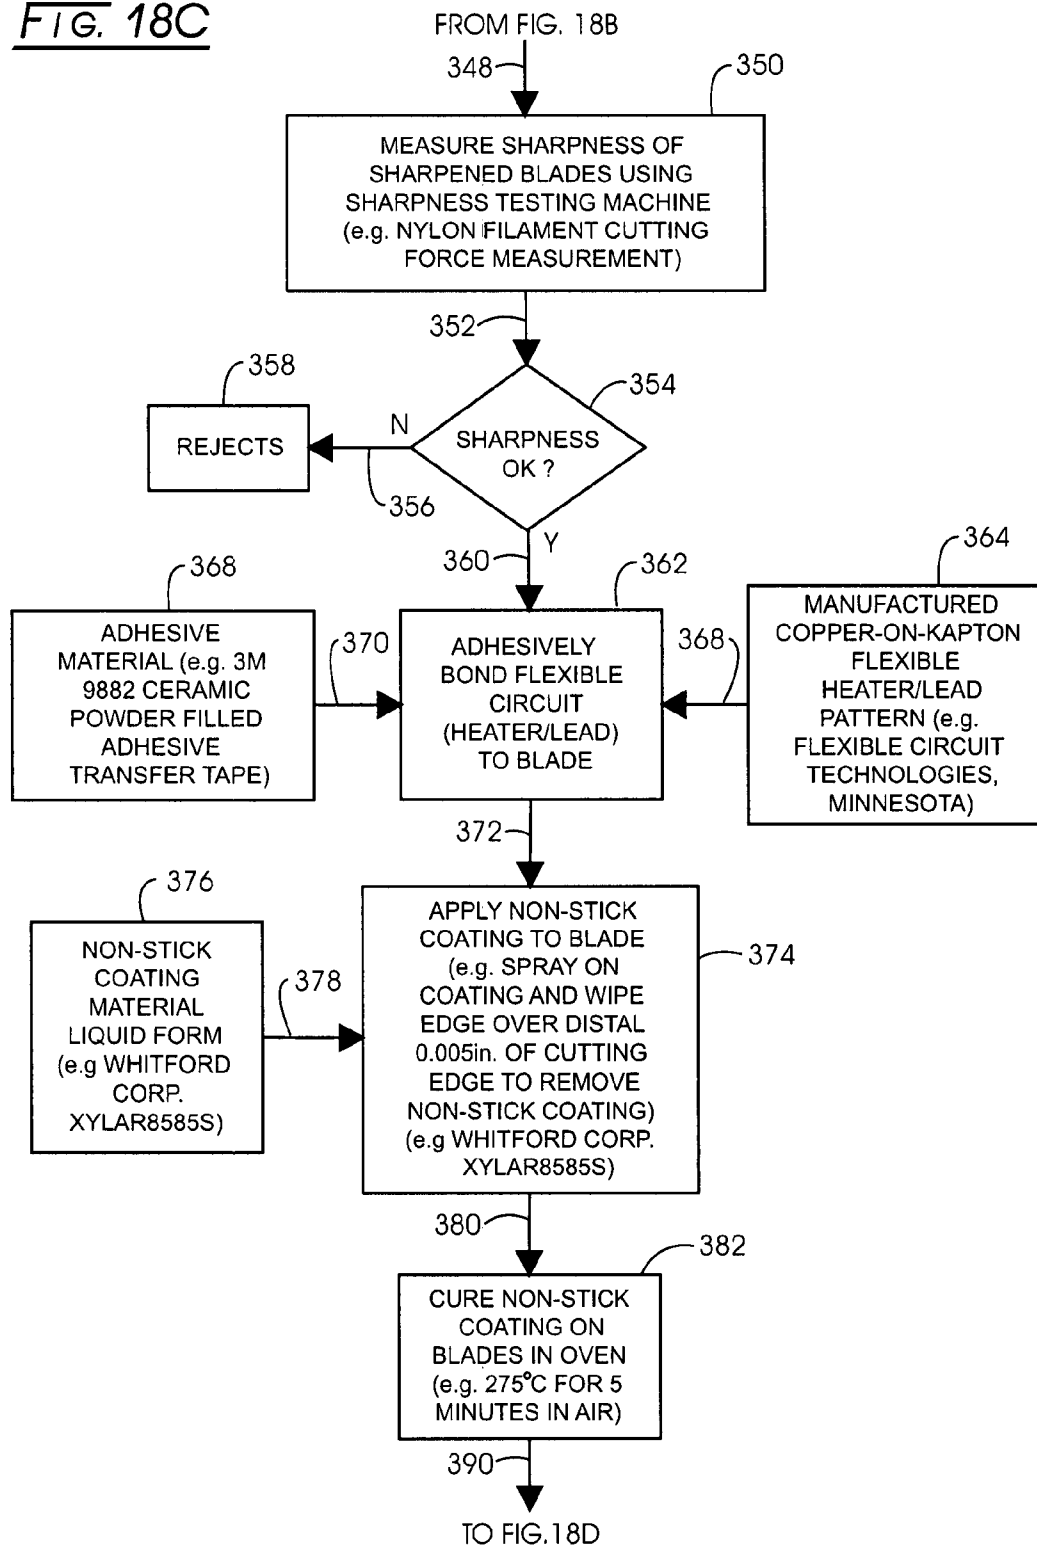 FIG. 18C
FROM FIG. 18B
348
350
MEASURE SHARPNESS OF
SHARPENED BLADES USING
SHARPNESS TESTING MACHINE
(e.g. NYLON FILAMENT CUTTING
FORCE MEASUREMENT)
352
354
SHARPNESS
OK ?
N
356
358
REJECTS
Y
360
362
ADHESIVELY
BOND FLEXIBLE
CIRCUIT
(HEATER/LEAD)
TO BLADE
368
ADHESIVE
MATERIAL (e.g. 3M
9882 CERAMIC
POWDER FILLED
ADHESIVE
TRANSFER TAPE)
370
364
MANUFACTURED
COPPER-ON-KAPTON
FLEXIBLE
HEATER/LEAD
PATTERN (e.g.
FLEXIBLE CIRCUIT
TECHNOLOGIES,
MINNESOTA)
368
372
374
APPLY NON-STICK
COATING TO BLADE
(e.g. SPRAY ON
COATING AND WIPE
EDGE OVER DISTAL
0.005in. OF CUTTING
EDGE TO REMOVE
NON-STICK COATING)
(e.g WHITFORD CORP.
XYLAR8585S)
376
NON-STICK
COATING
MATERIAL
LIQUID FORM
(e.g WHITFORD
CORP.
XYLAR8585S)
378
380
382
CURE NON-STICK
COATING ON
BLADES IN OVEN
(e.g. 275°C FOR 5
MINUTES IN AIR)
390
TO FIG.18D